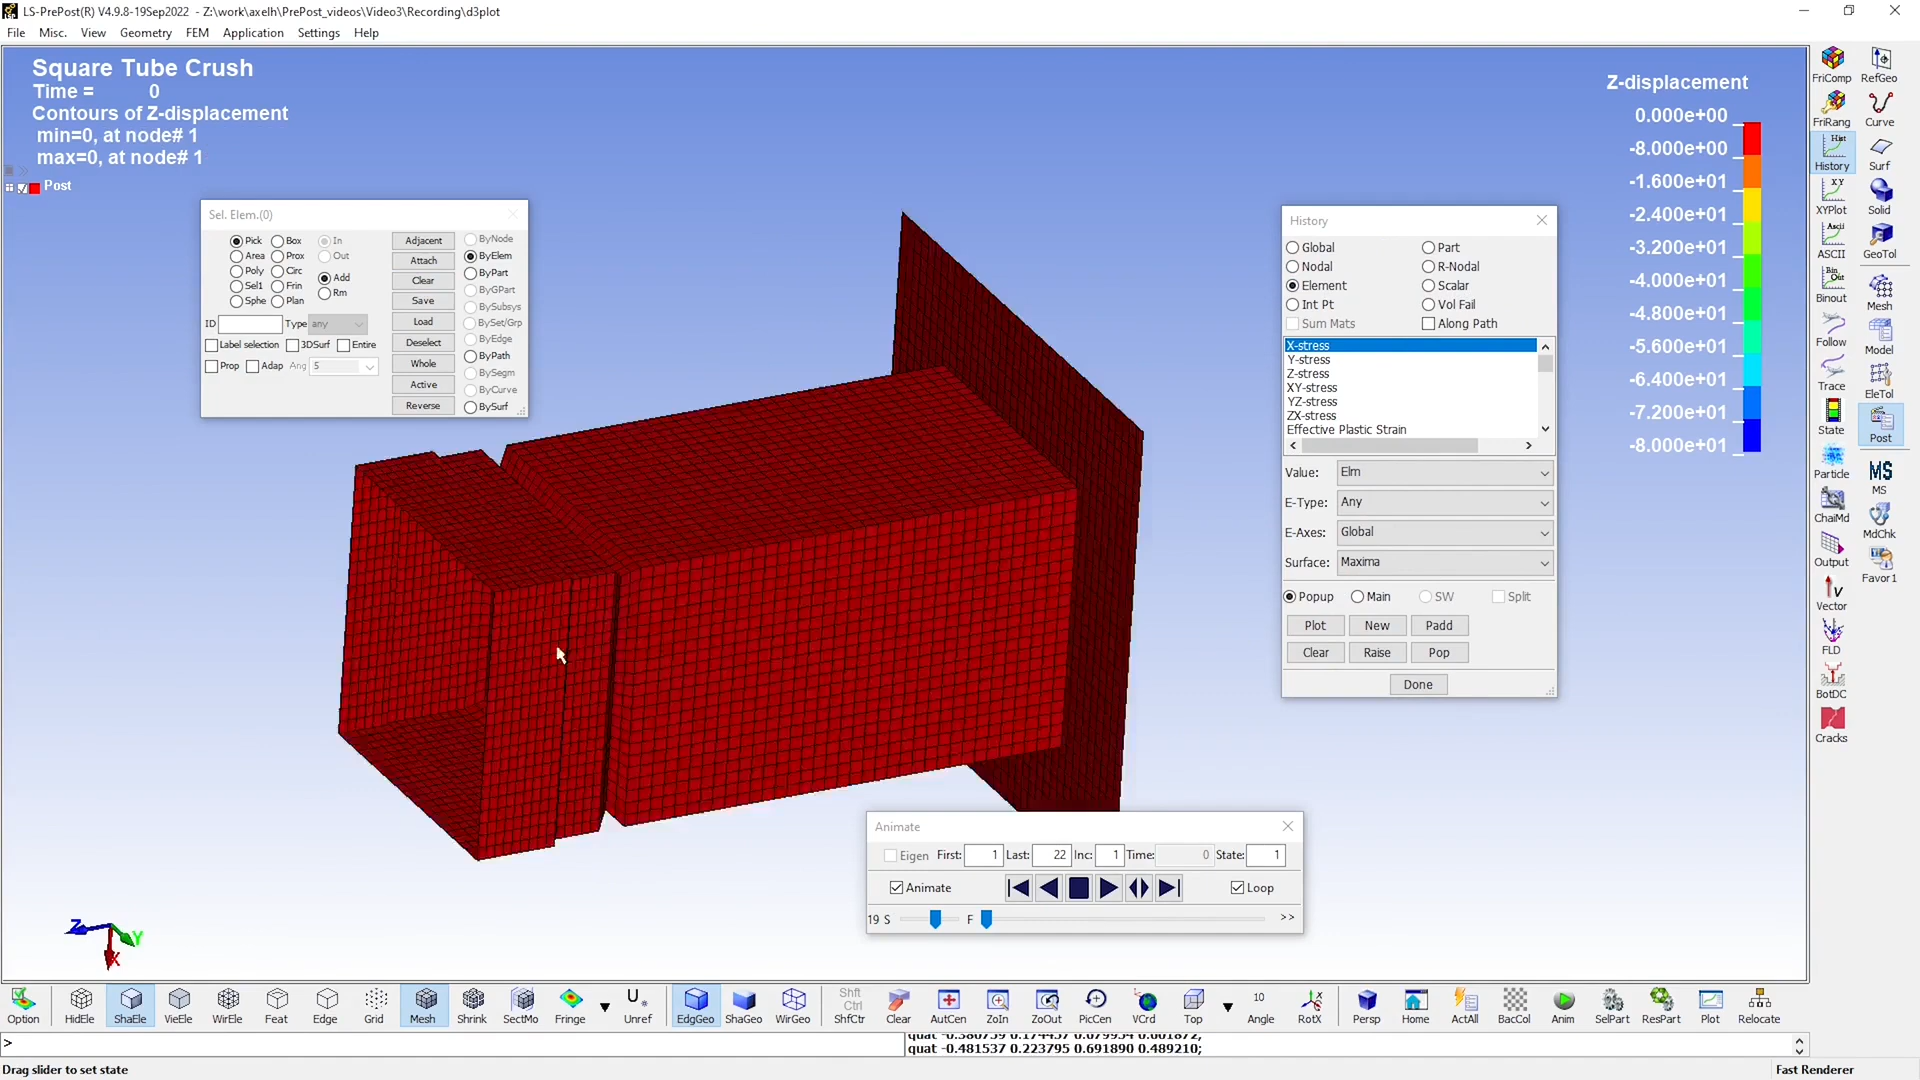 LS-PrePost(R) V4.9.8-19Sep2022 - Z:\work\axelh\PrePost_videos\Video3\Recording\d3plot
File Misc. View Geometry FEM Application Settings Help
Square Tube Crush
Time = 0
Contours of Z-displacement
min=0, at node# 1
max=0, at node# 1
Post
Sel. Elem.(0)
Pick Box In Adjacent ByNode
Area Prox Out Attach ByElem
Poly Circ Add Clear ByPart
Sel1 Frin Rm Save ByGPart
Sphe Plan Load BySubsys
ID Type any Deselect BySet/Grp
Label selection 3DSurf Entire Whole ByEdge
Prop Adap Ang 5 Active ByPath
Reverse BySegm
ByCurve
BySurf
History
Global Part
Nodal R-Nodal
Element Scalar
Int Pt Vol Fail
Sum Mats Along Path
X-stress
Y-stress
Z-stress
XY-stress
YZ-stress
ZX-stress
Effective Plastic Strain
Value: Elm
E-Type: Any
E-Axes: Global
Surface: Maxima
Popup Main SW Split
Plot New Padd
Clear Raise Pop
Done
Z-displacement
0.000e+00
-8.000e+00
-1.600e+01
-2.400e+01
-3.200e+01
-4.000e+01
-4.800e+01
-5.600e+01
-6.400e+01
-7.200e+01
-8.000e+01
FriComp RefGeo
FriRang Curve
Hist
History Surf
X Y
XYPlot Solid
Ascii
ASCII GeoTol
Bin Out
Binout Mesh
Follow Model
Trace EleTol
State Post
Particle MS
MS
ChaiMd MdChk
Output Favor1
Vector
FLD
BotDC
Cracks
Animate
Eigen First: 1 Last: 22 Inc: 1 Time: 0 State: 1
Animate Loop
19 S F >>
Z Y X
Option HidEle ShaEle VieEle WirEle Feat Edge Grid Mesh Shrink SectMo Fringe Unref EdgGeo ShaGeo WirGeo Shft Ctrl ShfCtr Clear AutCen ZoIn ZoOut PicCen VCrd Top 10 Angle RotX Persp Home ActAll BacCol Anim SelPart ResPart Plot Relocate
>
quat -0.481537 0.223795 0.691890 0.489210;
Drag slider to set state
Fast Renderer